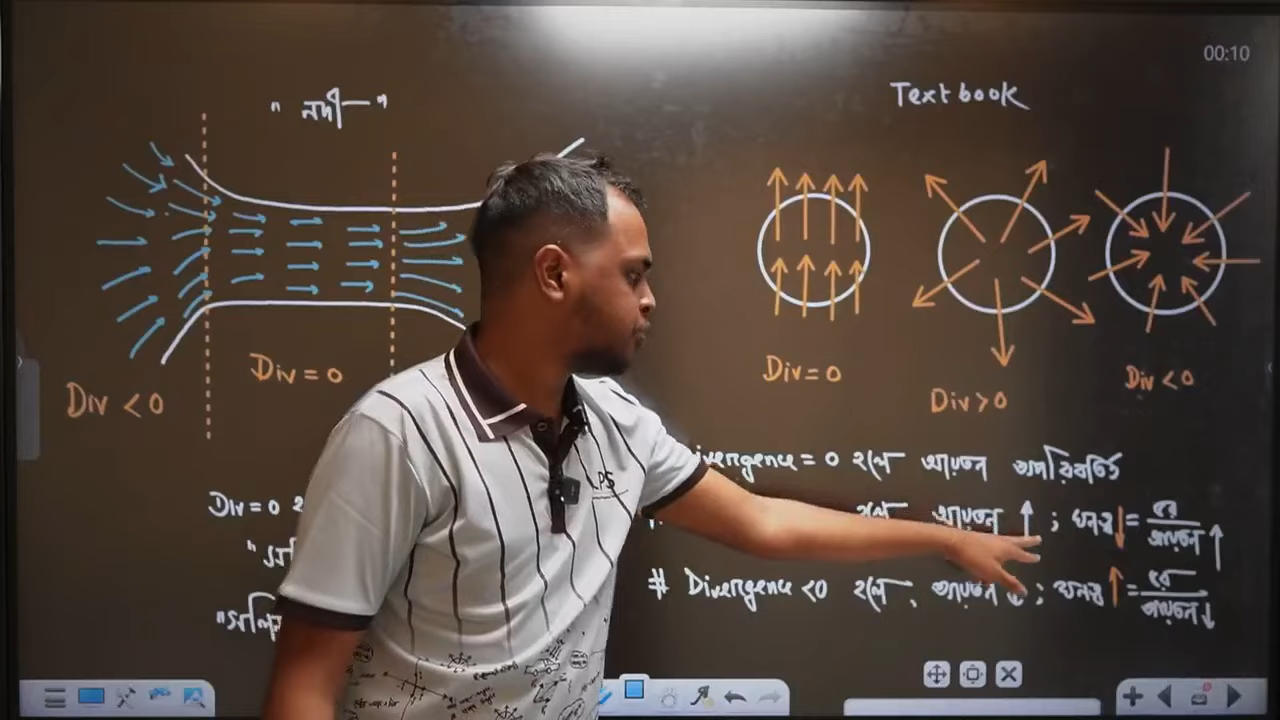 00:10
" নদী "
Textbook
Div < 0
Div = 0
Div = 0
Div > 0
Div < 0
Divergence = 0 হলে আয়তন অপরিবর্তিত
হলে আয়তন ↑ ; ঘনত্ব ↓ = ভর / আয়তন ↑
# Divergence < 0 হলে, আয়তন ; ঘনত্ব ↑ = ভর / আয়তন ↓
Div = 0
PS